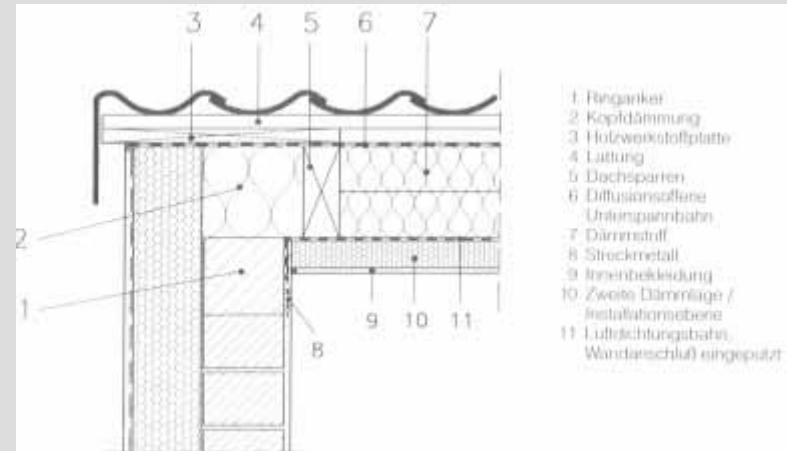 3 4 5 6 7
2
1
8
9 10 11
1 Ringanker
2 Kopfdämmung
3 Holzwerkstoffplatte
4 Lattung
5 Dachsparren
6 Diffusionsoffene
Unterspannbahn
7 Dämmstoff
8 Streckmetall
9 Innenbekleidung
10 Zweite Dämmlage /
Installationsebene
11 Luftdichtungsbahn,
Wandanschluß eingeputzt